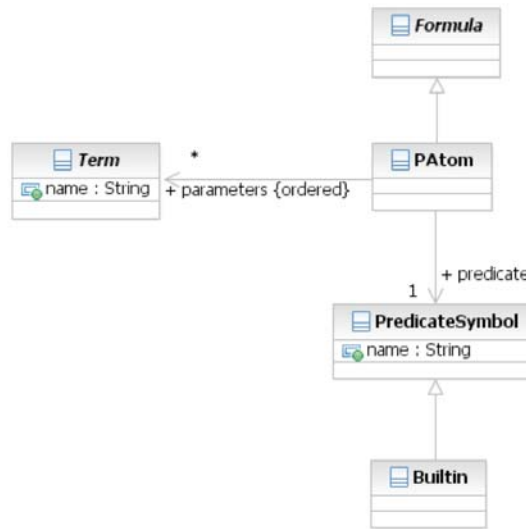 Formula
Term
name : String
*
+ parameters {ordered}
PAtom
+ predicate
1
PredicateSymbol
name : String
Builtin